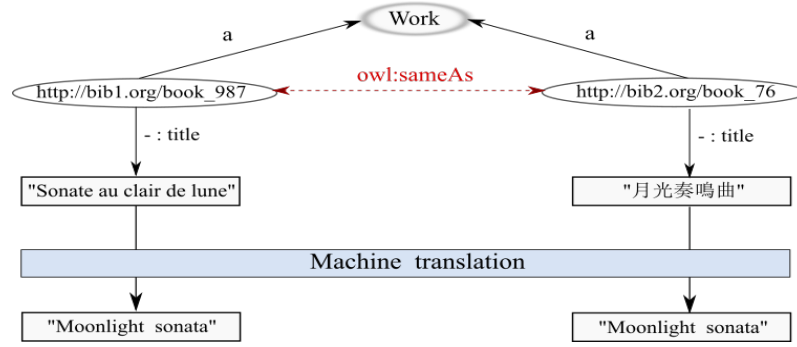 Work
a
a
owl:sameAs
http://bib1.org/book_987
http://bib2.org/book_76
- : title
- : title
"Sonate au clair de lune"
"月光奏鳴曲"
Machine translation
"Moonlight sonata"
"Moonlight sonata"